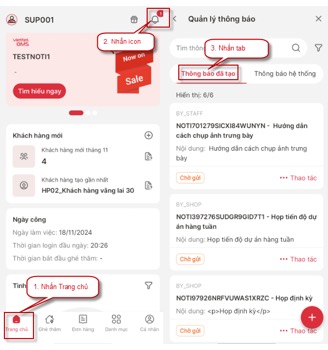 SUP001
2. Nhấn icon
viettel
DMS
TESTNOTI1
-
Now on
Sale
Tìm hiểu ngay
Khách hàng mới
Khách hàng mới tháng 11
4
Khách hàng tạo gần nhất
HP02_Khách hàng vãng lai 30
Ngày công
Ngày làm việc: 18/11/2024
Thời gian login đầu ngày: 20:26
Thời gian bắt đầu ghé thăm: -
1. Nhấn Trang chủ
Trang chủ
Ghé thăm
Đơn hàng
Danh mục
Cá nhân
Quản lý thông báo
Tìm thông
3. Nhấn tab
Thông báo đã tạo
Thông báo hệ thống
Hiển thị: 6/6
BY_STAFF
NOTI701279SICXI84WUNYN - Hướng dẫn
cách chụp ảnh trưng bày
Nội dung: Hướng dẫn cách chụp ảnh trưng
bày
Chờ gửi
Thao tác
BY_SHOP
NOTI397276SUDGR9GID7T1 - Họp tiến độ dự
án hàng tuần
Nội dung: Họp tiến độ dự án hàng tuần
Chờ gửi
Thao tác
BY_SHOP
NOTI97926NRFVUWAS1XRZC - Họp định kỳ
Nội dung: <p>Họp định kỳ</p>
Chờ gửi
Thao tác